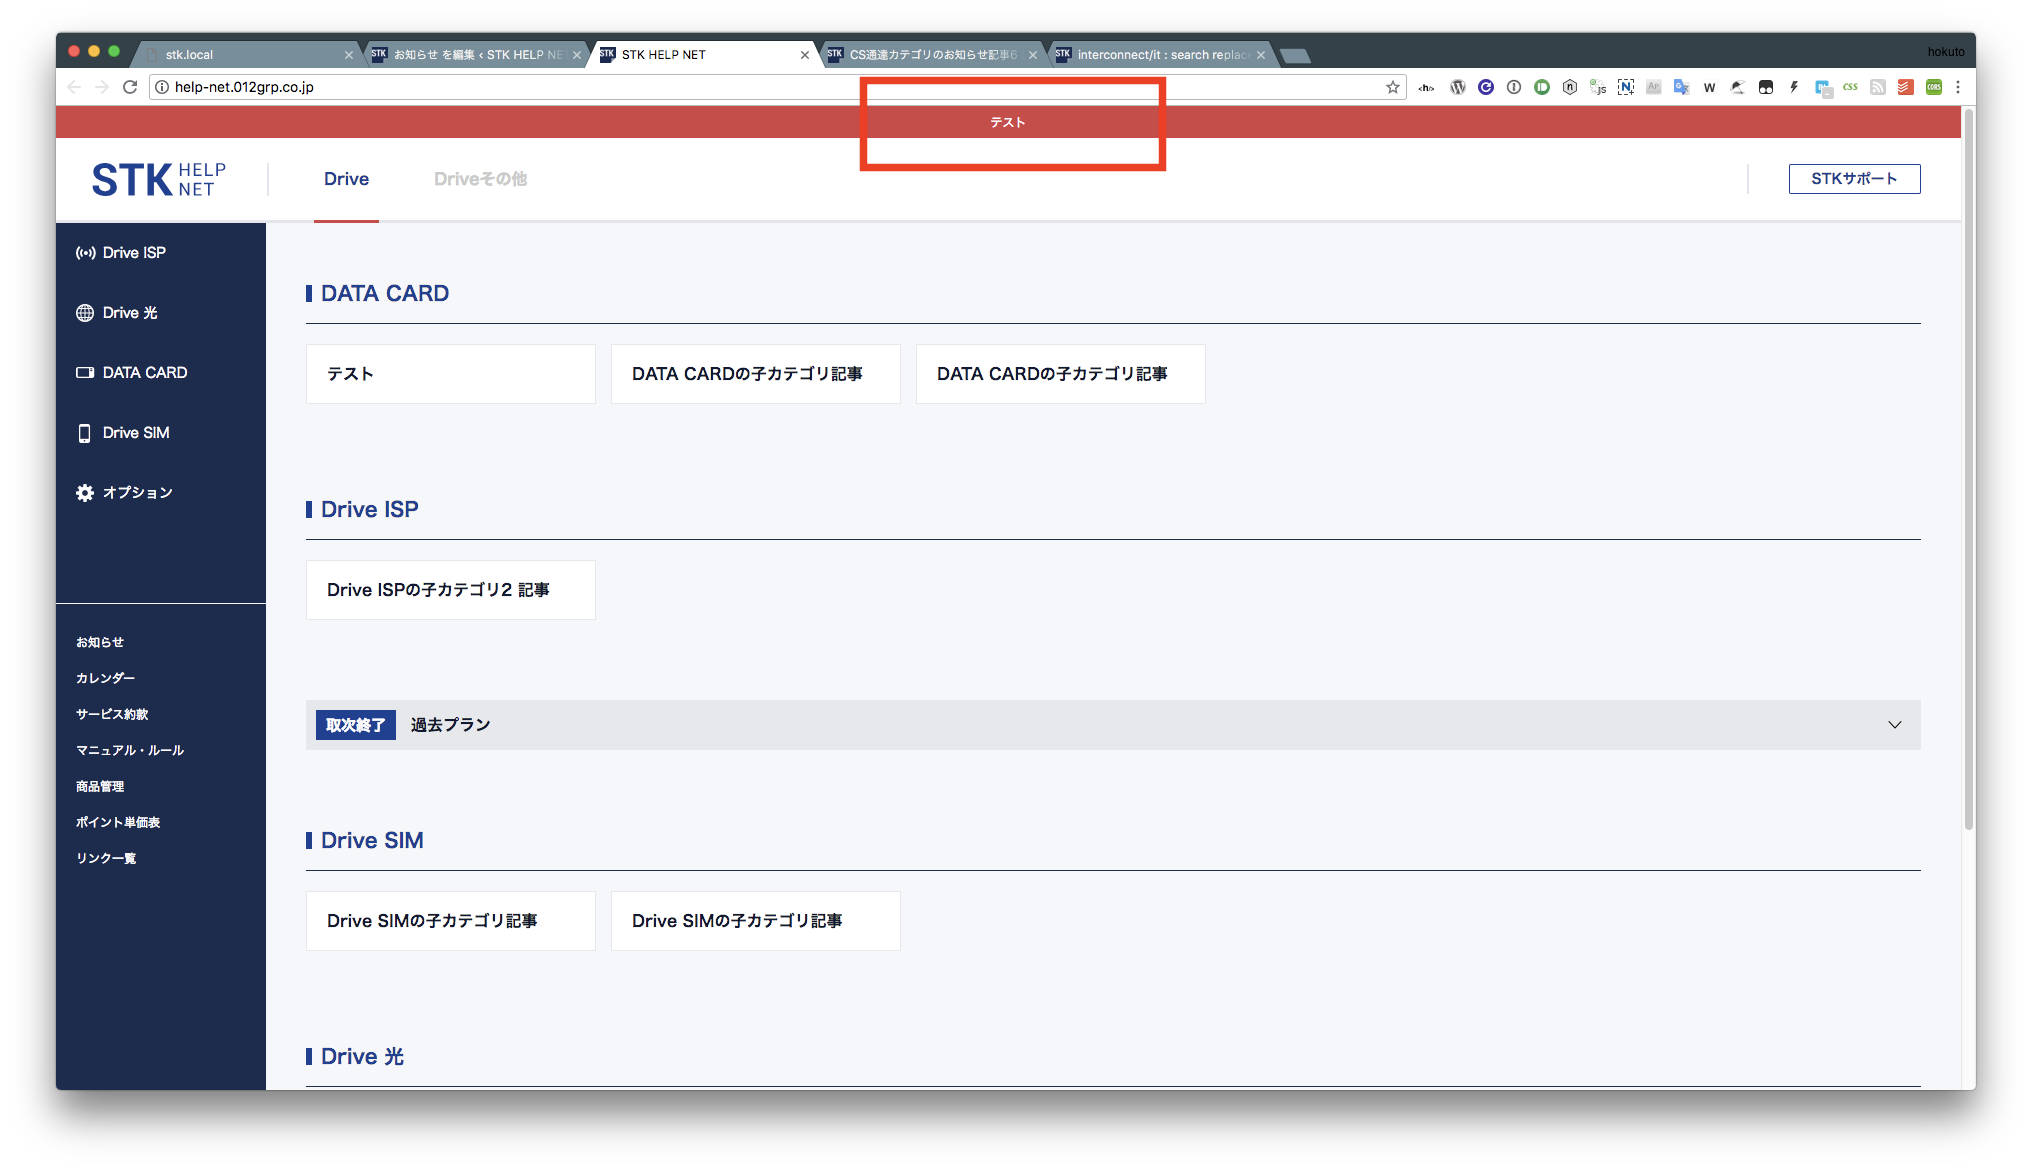 stk.local
お知らせ を編集 ‹ STK HELP NE
STK HELP NET
CS通達カテゴリのお知らせ記事6
interconnect/it : search replac
hokuto
help-net.012grp.co.jp
テスト
STK HELP NET
Drive
Driveその他
STKサポート
Drive ISP
Drive 光
DATA CARD
Drive SIM
オプション
お知らせ
カレンダー
サービス約款
マニュアル・ルール
商品管理
ポイント単価表
リンク一覧
DATA CARD
テスト
DATA CARDの子カテゴリ記事
DATA CARDの子カテゴリ記事
Drive ISP
Drive ISPの子カテゴリ2 記事
取次終了 過去プラン
Drive SIM
Drive SIMの子カテゴリ記事
Drive SIMの子カテゴリ記事
Drive 光